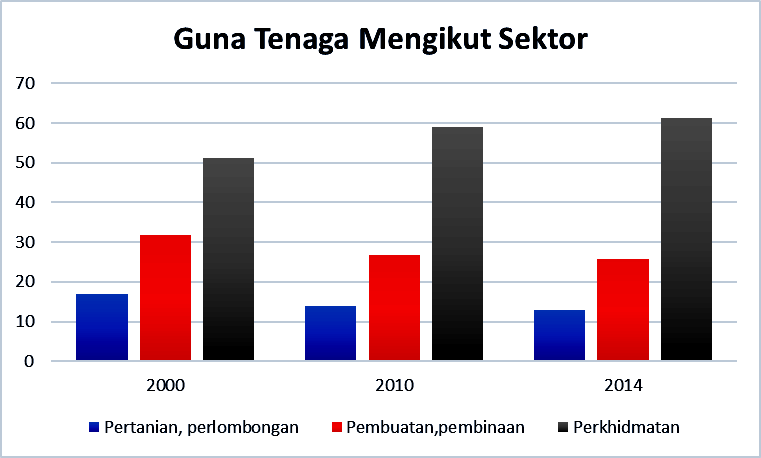 Guna Tenaga Mengikut Sektor
70
60
50
40
30
20
10
0
2000 2010 2014
Pertanian, perlombongan Pembuatan,pembinaan Perkhidmatan